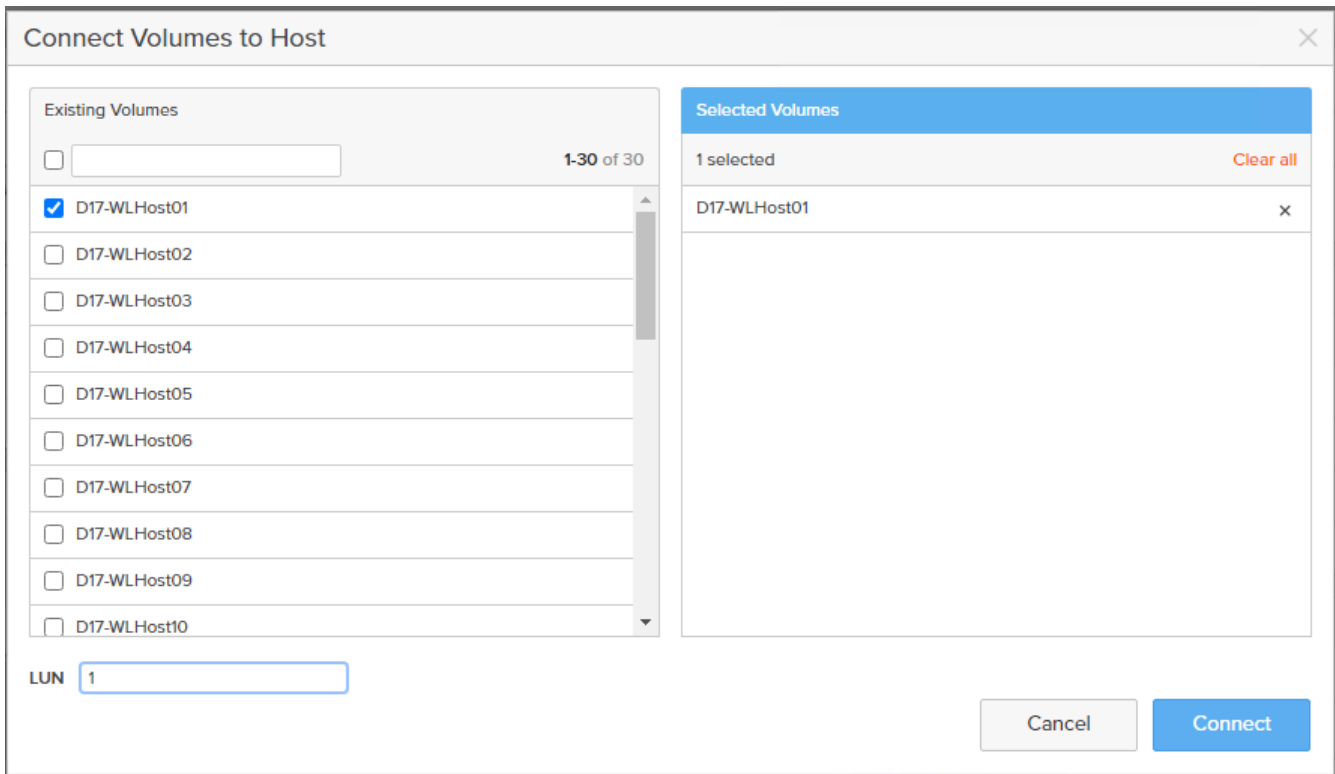 Connect Volumes to Host
Existing Volumes
1-30 of 30
D17-WLHost01
D17-WLHost02
D17-WLHost03
D17-WLHost04
D17-WLHost05
D17-WLHost06
D17-WLHost07
D17-WLHost08
D17-WLHost09
D17-WLHost10
Selected Volumes
1 selected Clear all
D17-WLHost01
LUN 1
Cancel Connect